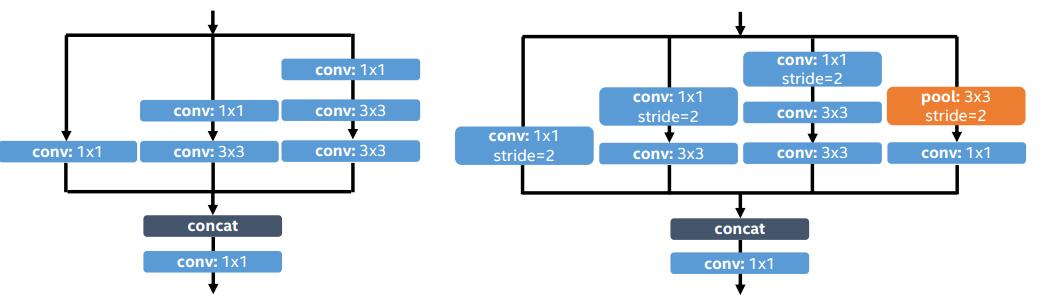 conv: 1x1
conv: 1x1
conv: 3x3
conv: 1x1
conv: 3x3
conv: 3x3
concat
conv: 1x1
conv: 1x1
stride=2
conv: 1x1
stride=2
conv: 3x3
conv: 1x1
stride=2
conv: 3x3
conv: 3x3
pool: 3x3
stride=2
conv: 1x1
concat
conv: 1x1